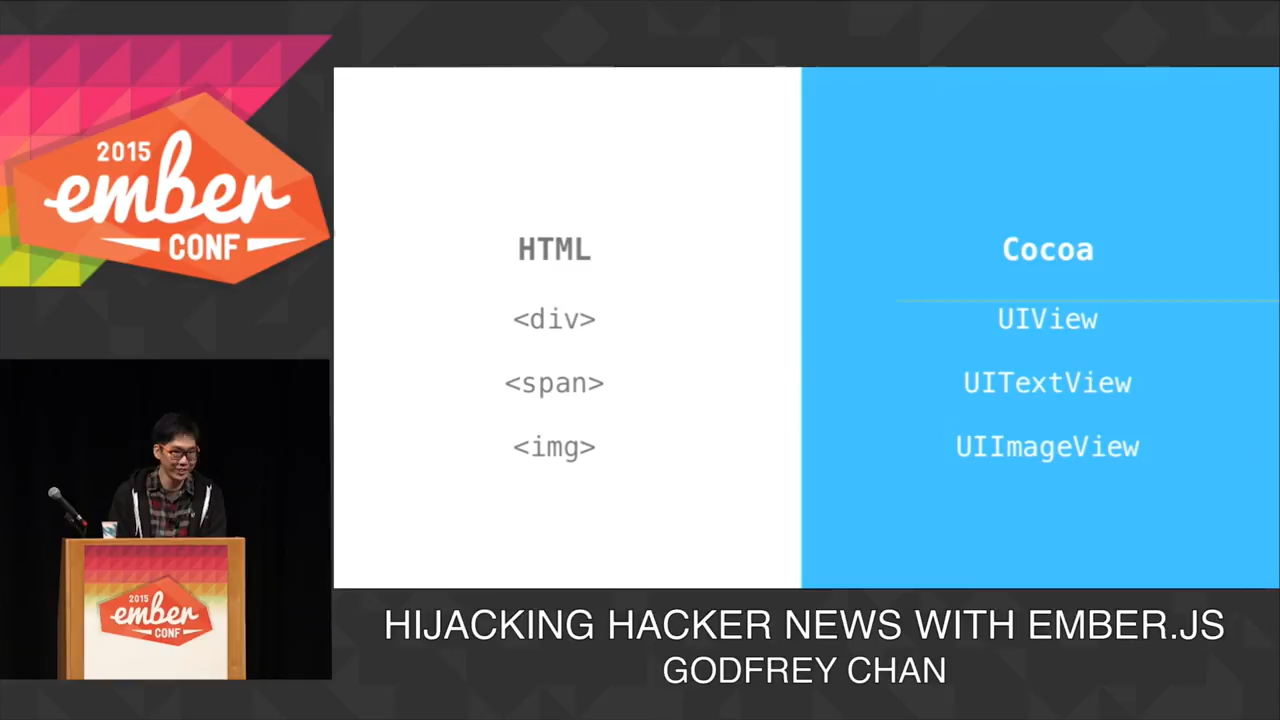 2015
ember
CONF
HTML
Cocoa
<div>
UIView
<span>
UITextView
<img>
UIImageView
2015
ember
CONF
HIJACKING HACKER NEWS WITH EMBER.JS
GODFREY CHAN